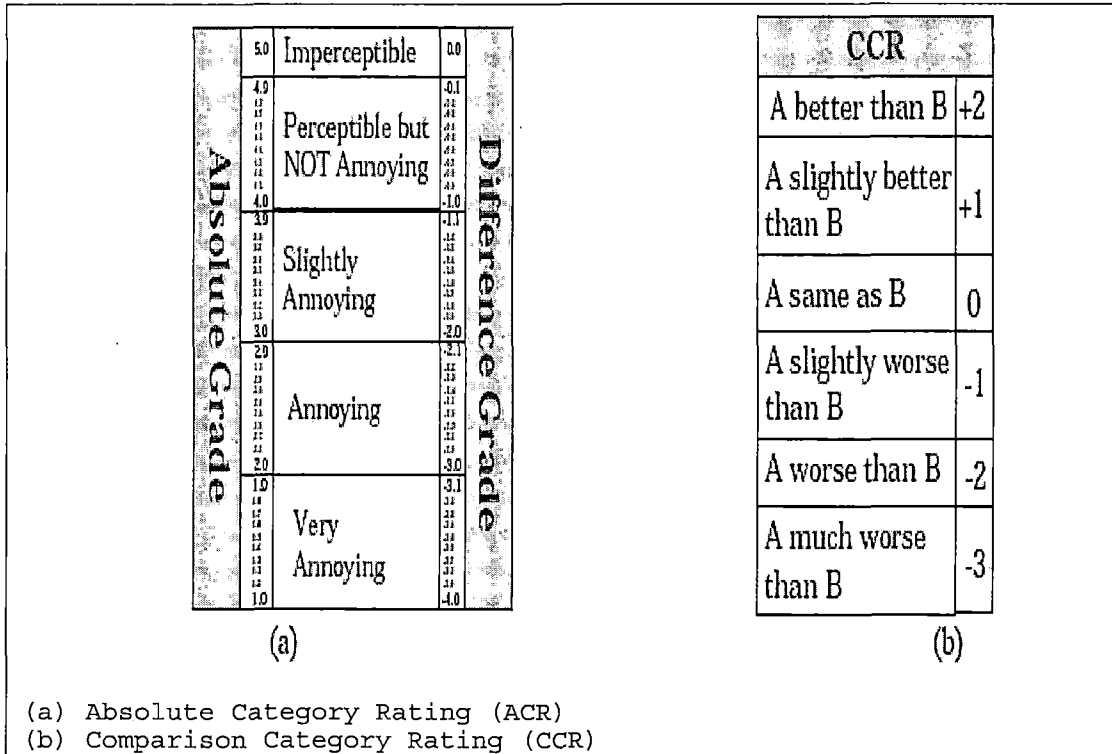 Absolute Grade
5.0 Imperceptible 0.0
4.9 -0.1
Perceptible but
NOT Annoying
4.0 -1.0
3.9 -1.1
Slightly
Annoying
3.0 -2.0
2.0 -2.1
Annoying
2.0 -3.0
1.0 -3.1
Very
Annoying
1.0 -4.0
Difference Grade
(a)
CCR
A better than B +2
A slightly better
than B +1
A same as B 0
A slightly worse
than B -1
A worse than B -2
A much worse
than B -3
(b)
(a) Absolute Category Rating (ACR)
(b) Comparison Category Rating (CCR)